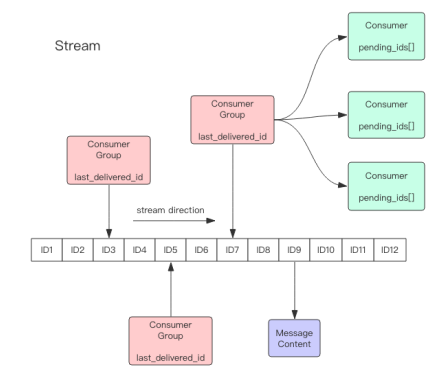 Stream
Consumer
pending_ids[]
Consumer
Group
last_delivered_id
Consumer
pending_ids[]
Consumer
Group
last_delivered_id
Consumer
pending_ids[]
stream direction
ID1 ID2 ID3 ID4 ID5 ID6 ID7 ID8 ID9 ID10 ID11 ID12
Consumer
Group
last_delivered_id
Message
Content